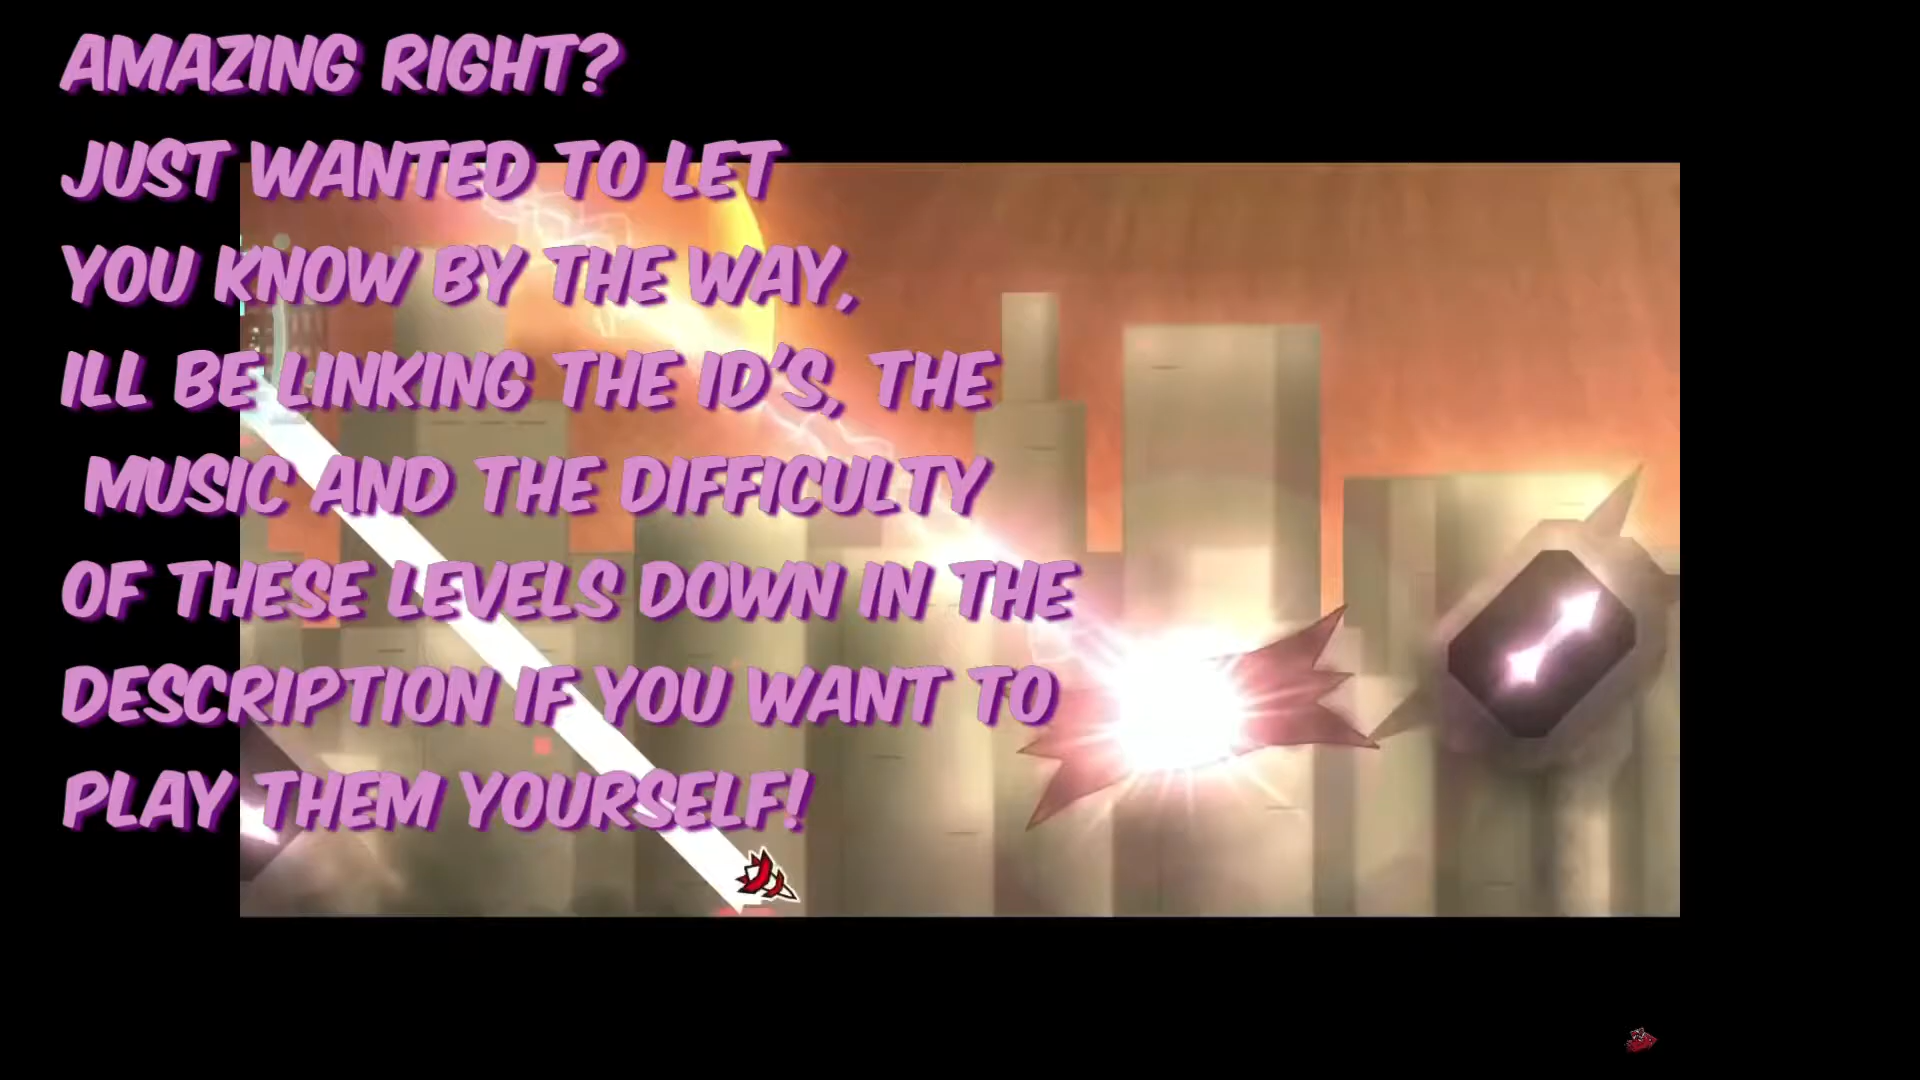 AMAZING RIGHT?
JUST WANTED TO LET
YOU KNOW BY THE WAY,
ILL BE LINKING THE ID'S, THE
MUSIC AND THE DIFFICULTY
OF THESE LEVELS DOWN IN THE
DESCRIPTION IF YOU WANT TO
PLAY THEM YOURSELF!